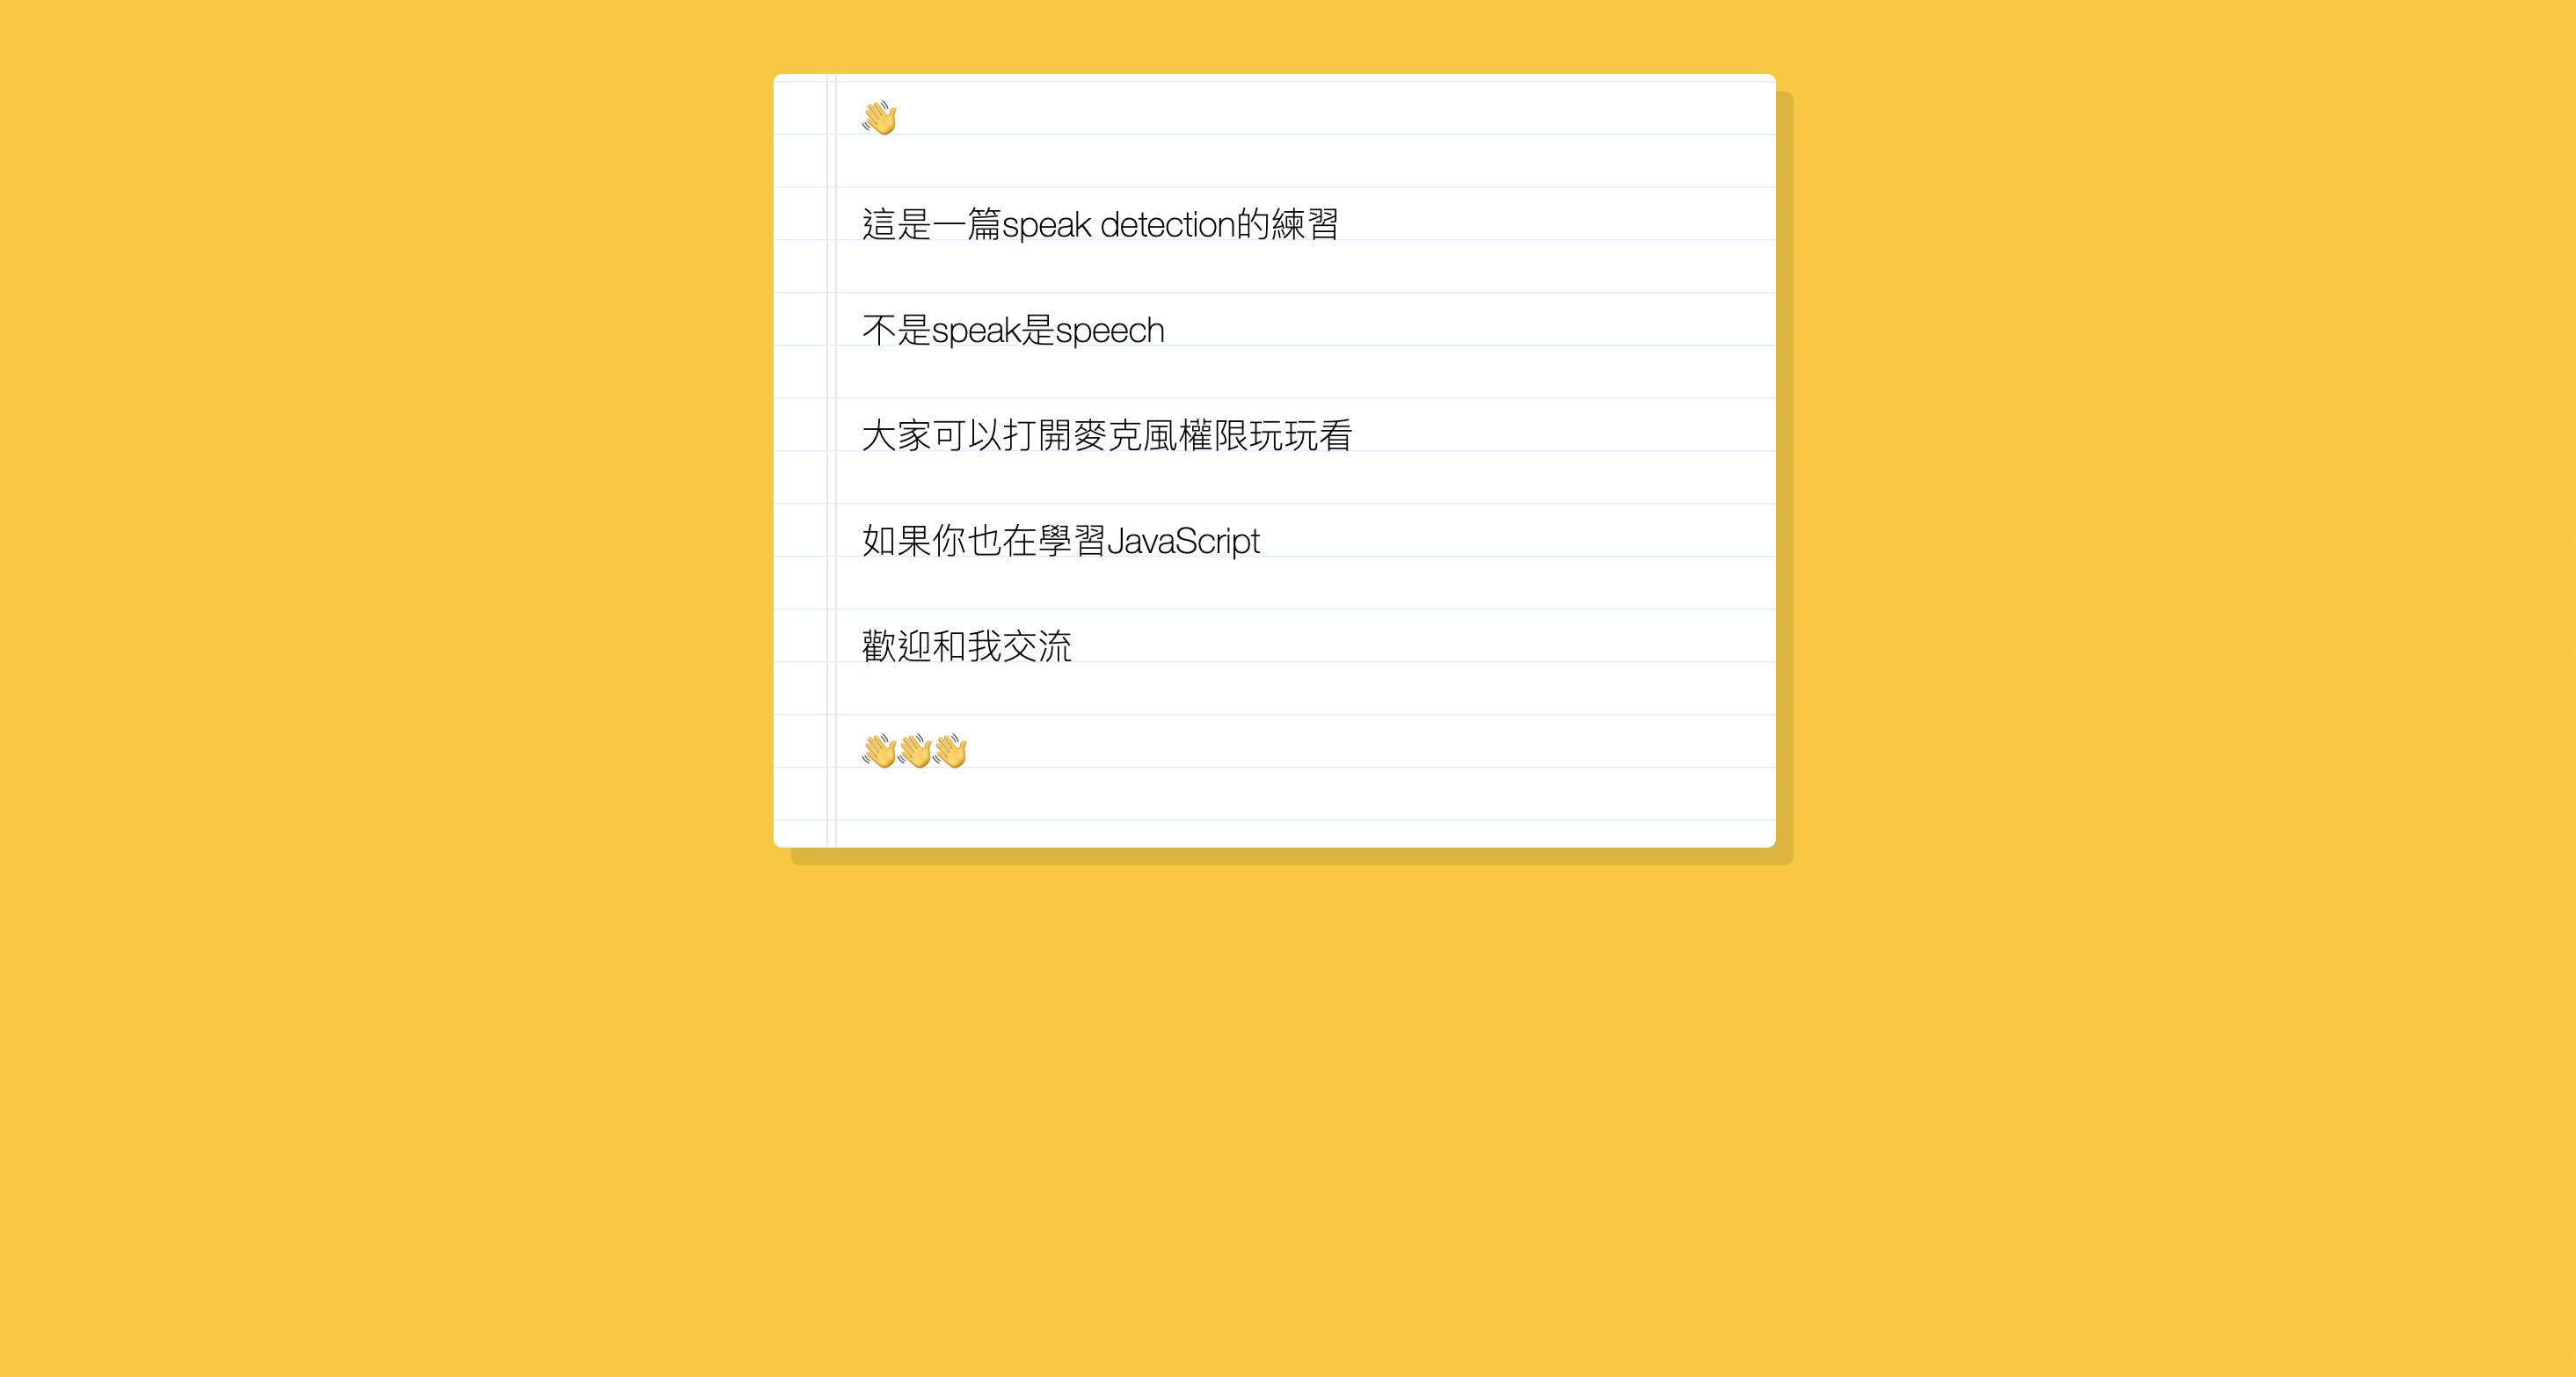 👋
這是一篇speak detection的練習
不是speak是speech
大家可以打開麥克風權限玩玩看
如果你也在學習JavaScript
歡迎和我交流
👋👋👋